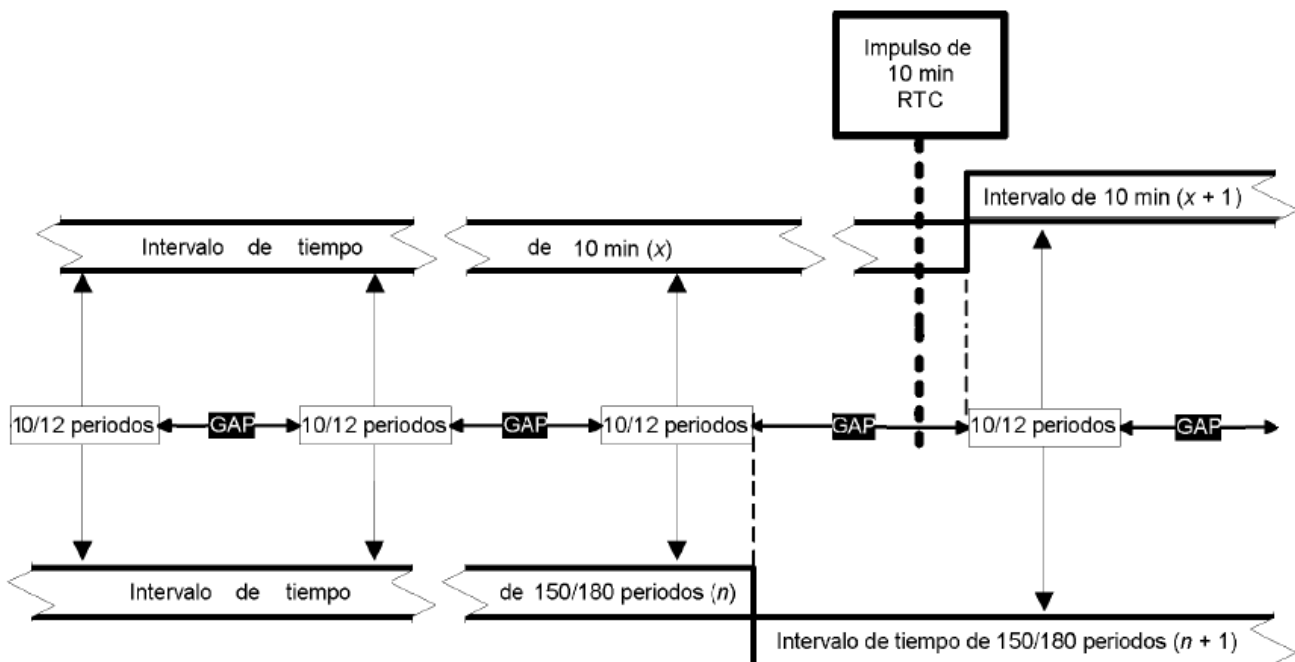 Impulso de
10 min
RTC
Intervalo de 10 min (x + 1)
Intervalo de tiempo
de 10 min (x)
10/12 periodos
GAP
10/12 periodos
GAP
10/12 periodos
GAP
10/12 periodos
GAP
Intervalo de tiempo
de 150/180 periodos (n)
Intervalo de tiempo de 150/180 periodos (n + 1)